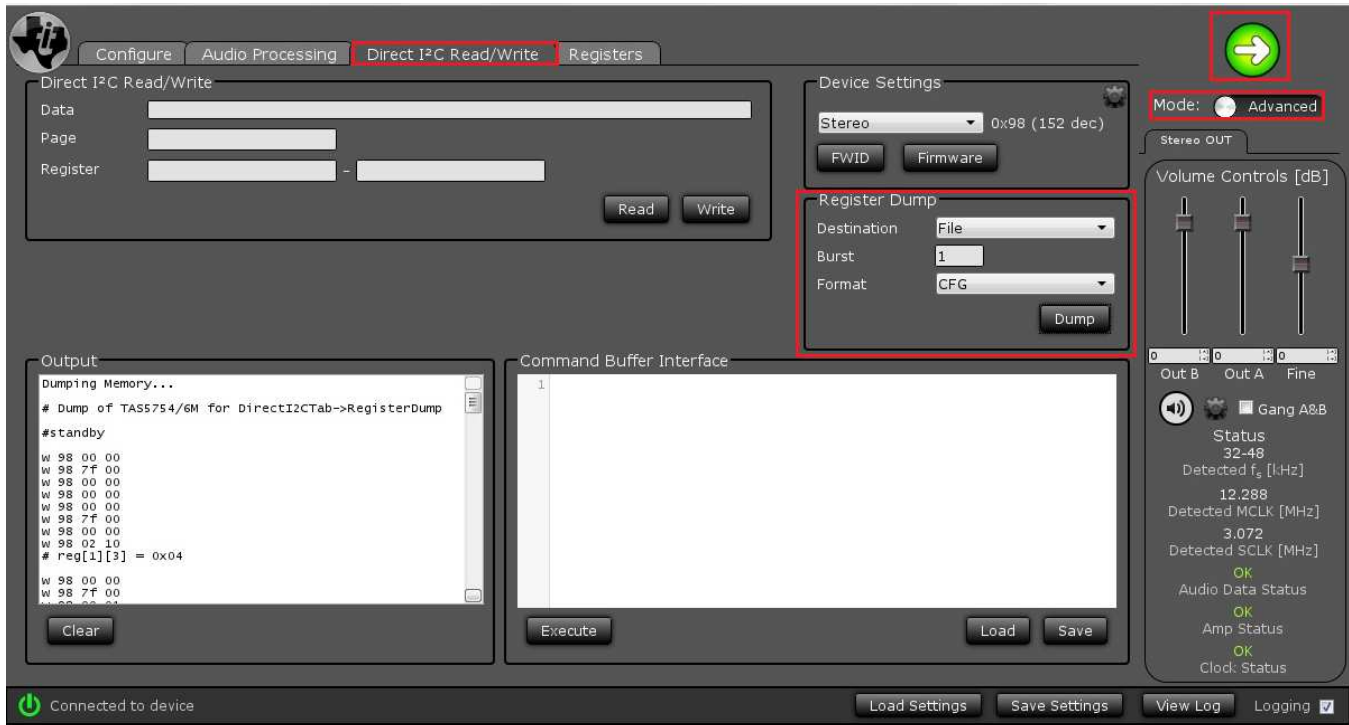 Configure
Audio Processing
Direct I²C Read/Write
Registers
Direct I²C Read/Write
Data
Page
Register
-
Read
Write
Device Settings
Stereo
0x98 (152 dec)
FWID
Firmware
Register Dump
Destination
File
Burst
1
Format
CFG
Dump
Mode:
Advanced
Stereo OUT
Volume Controls [dB]
0
0
0
Out B
Out A
Fine
Gang A&B
Status
32-48
Detected fs [kHz]
12.288
Detected MCLK [MHz]
3.072
Detected SCLK [MHz]
OK
Audio Data Status
OK
Amp Status
OK
Clock Status
Output
Dumping Memory...
# Dump of TAS5754/6M for DirectI2CTab->RegisterDump
#standby
w 98 00 00
w 98 7f 00
w 98 00 00
w 98 00 00
w 98 00 00
w 98 7f 00
w 98 00 00
w 98 02 10
# reg[1][3] = 0x04
w 98 00 00
w 98 7f 00
Clear
Command Buffer Interface
1
Execute
Load
Save
Connected to device
Load Settings
Save Settings
View Log
Logging